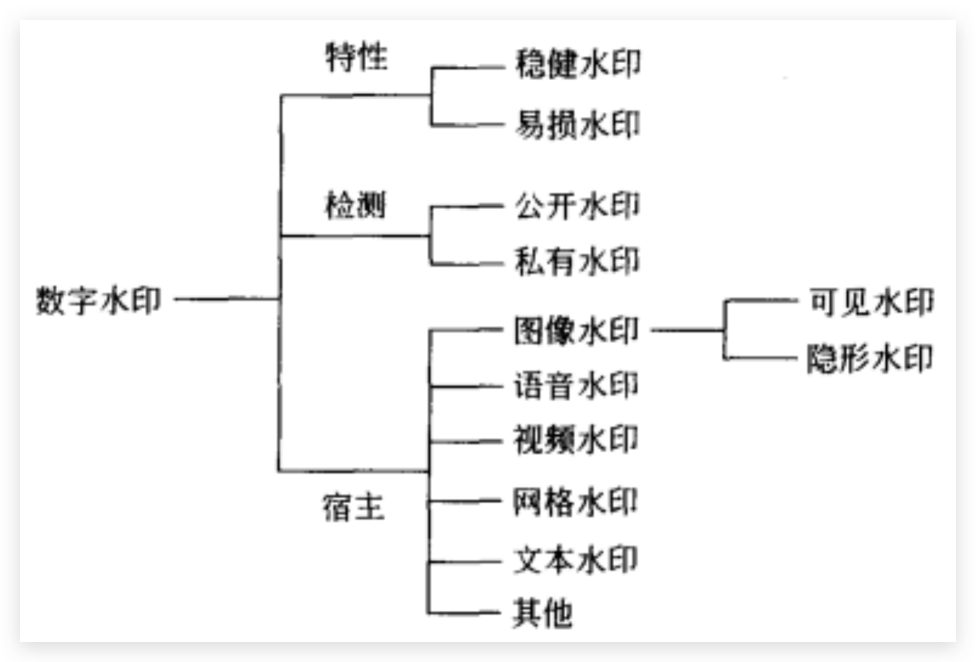 特性
稳健水印
易损水印
检测
公开水印
私有水印
数字水印
图像水印
可见水印
隐形水印
语音水印
视频水印
网格水印
宿主
文本水印
其他